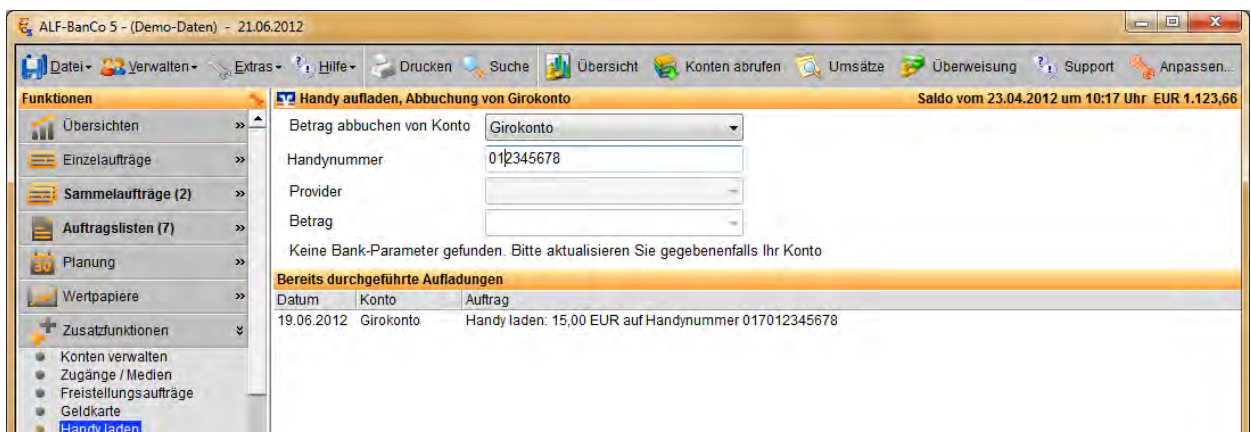 ALF-BanCo 5 - (Demo-Daten) - 21.06.2012
Datei Verwalten Extras Hilfe Drucken Suche Übersicht Konten abrufen Umsätze Überweisung Support Anpassen...
Funktionen
Handy aufladen, Abbuchung von Girokonto Saldo vom 23.04.2012 um 10:17 Uhr EUR 1.123,66
Übersichten
Einzelaufträge
Sammelaufträge (2)
Auftragslisten (7)
Planung
Wertpapiere
Zusatzfunktionen
Konten verwalten
Zugänge / Medien
Freistellungsaufträge
Geldkarte
Handy laden
Betrag abbuchen von Konto Girokonto
Handynummer 012345678
Provider
Betrag
Keine Bank-Parameter gefunden. Bitte aktualisieren Sie gegebenenfalls Ihr Konto
Bereits durchgeführte Aufladungen
Datum Konto Auftrag
19.06.2012 Girokonto Handy laden: 15,00 EUR auf Handynummer 017012345678